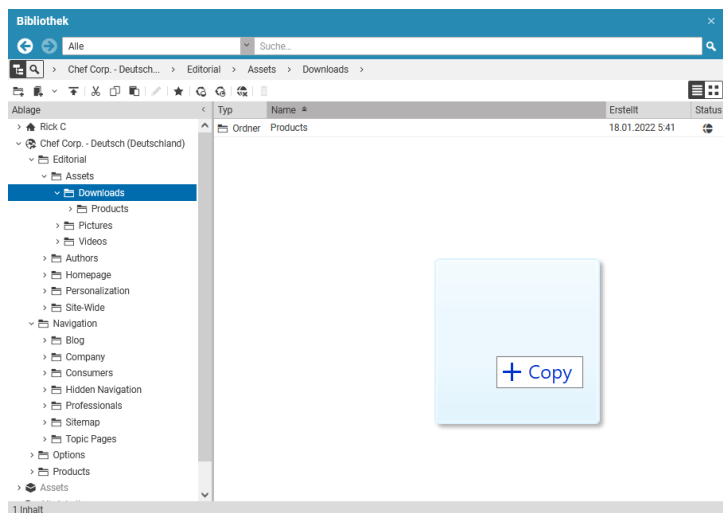 Bibliothek
Alle
Suche...
Chef Corp. - Deutsch... > Editorial > Assets > Downloads >
Ablage
Typ Name Erstellt Status
Rick C
Ordner Products 18.01.2022 5:41
Chef Corp. - Deutsch (Deutschland)
Editorial
Assets
Downloads
Products
Pictures
Videos
Authors
Homepage
Personalization
Site-Wide
Navigation
Blog
Company
Consumers
Hidden Navigation
Professionals
Sitemap
Topic Pages
Options
Products
Assets
+ Copy
1 Inhalt